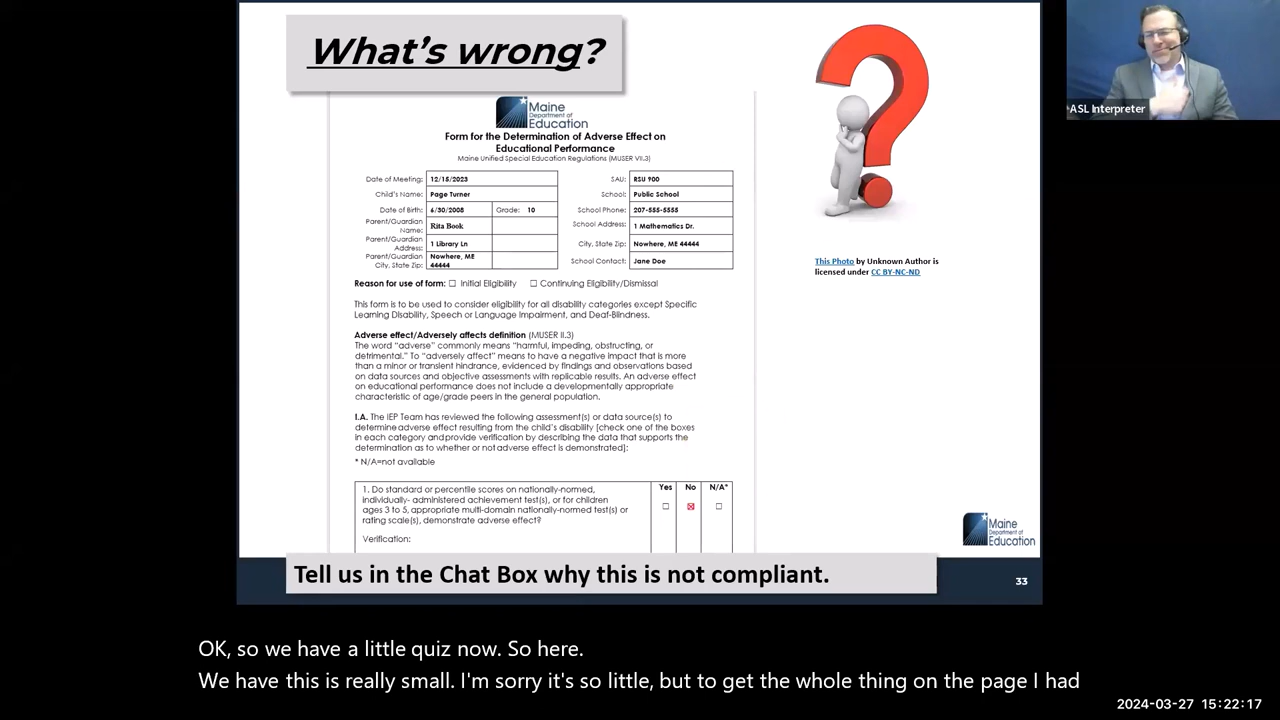 What's wrong?
Maine
Department of
Education
Form for the Determination of Adverse Effect on
Educational Performance
Maine Unified Special Education Regulations (MUSER VII.3)
Date of Meeting: 12/15/2023 SAU: RSU 900
Child's Name: Page Turner School: Public School
Date of Birth: 6/30/2008 Grade: 10 School Phone: 207-555-5555
Parent/Guardian Name: Rita Book School Address: 1 Mathematics Dr.
Parent/Guardian Address: 1 Library Ln City, State Zip: Nowhere, ME 44444
Parent/Guardian City, State Zip: Nowhere, ME 44444 School Contact: Jane Doe
Reason for use of form: ☐ Initial Eligibility ☐ Continuing Eligibility/Dismissal
This form is to be used to consider eligibility for all disability categories except Specific
Learning Disability, Speech or Language Impairment, and Deaf-Blindness.
Adverse effect/Adversely affects definition (MUSER II.3)
The word "adverse" commonly means "harmful, impeding, obstructing, or
detrimental." To "adversely affect" means to have a negative impact that is more
than a minor or transient hindrance, evidenced by findings and observations based
on data sources and objective assessments with replicable results. An adverse effect
on educational performance does not include a developmentally appropriate
characteristic of age/grade peers in the general population.
I.A. The IEP Team has reviewed the following assessment(s) or data source(s) to
determine adverse effect resulting from the child's disability [check one of the boxes
in each category and provide verification by describing the data that supports the
determination as to whether or not adverse effect is demonstrated]:
* N/A=not available
Yes No N/A*
1. Do standard or percentile scores on nationally-normed,
individually- administered achievement test(s), or for children
ages 3 to 5, appropriate multi-domain nationally-normed test(s) or
rating scale(s), demonstrate adverse effect?
☐ ☒ ☐
Verification:
This Photo by Unknown Author is
licensed under CC BY-NC-ND
Maine
Department of
Education
Tell us in the Chat Box why this is not compliant.
33
ASL Interpreter
OK, so we have a little quiz now. So here.
We have this is really small. I'm sorry it's so little, but to get the whole thing on the page I had
2024-03-27 15:22:17